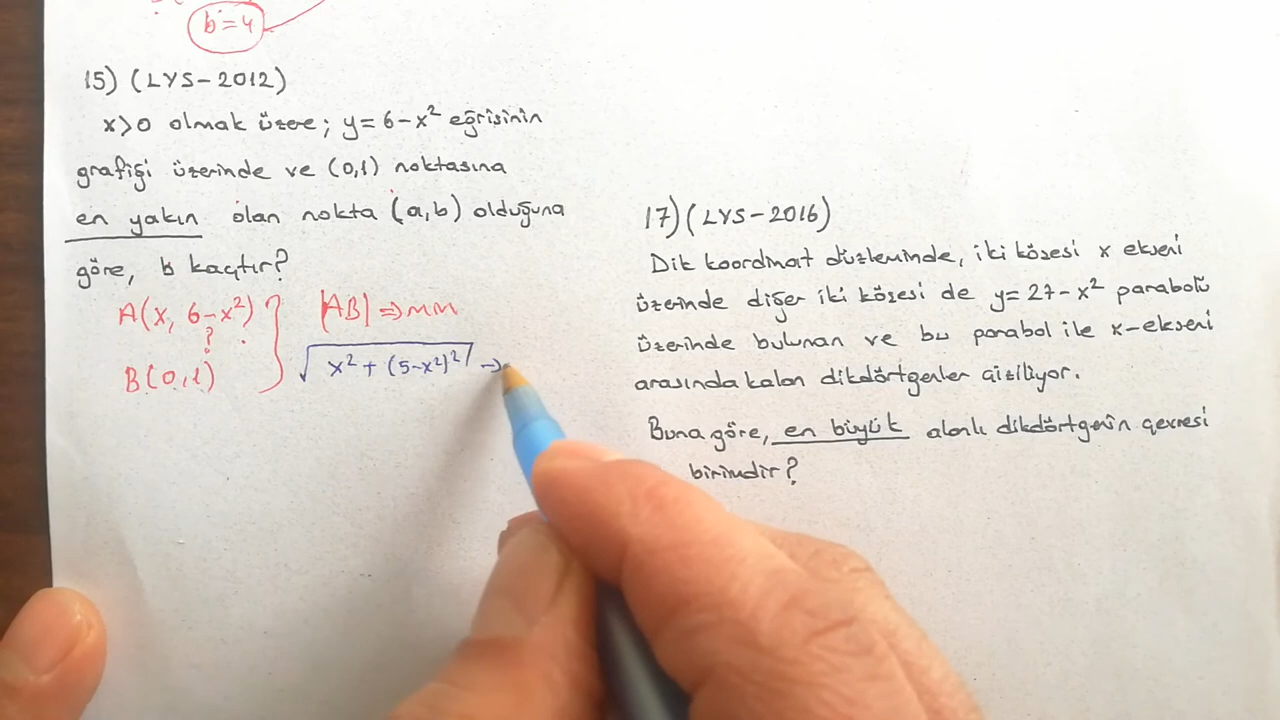 b=4
15) (LYS-2012)
x>0 olmak üzere; y=6-x² eğrisinin
grafiği üzerinde ve (0,1) noktasına
en yakın olan nokta (a,b) olduğuna
göre, b kaçtır?
A(x, 6-x²)
?
B(0,1)
|AB| ⇒ min
√x²+(5-x²)² →
17) (LYS-2016)
Dik koordinat düzleminde, iki köşesi x ekseni
üzerinde diğer iki köşesi de y=27-x² parabolü
üzerinde bulunan ve bu parabol ile x-ekseni
arasında kalan dikdörtgenler çiziliyor.
Buna göre, en büyük alanlı dikdörtgenin çevresi
birimdir?